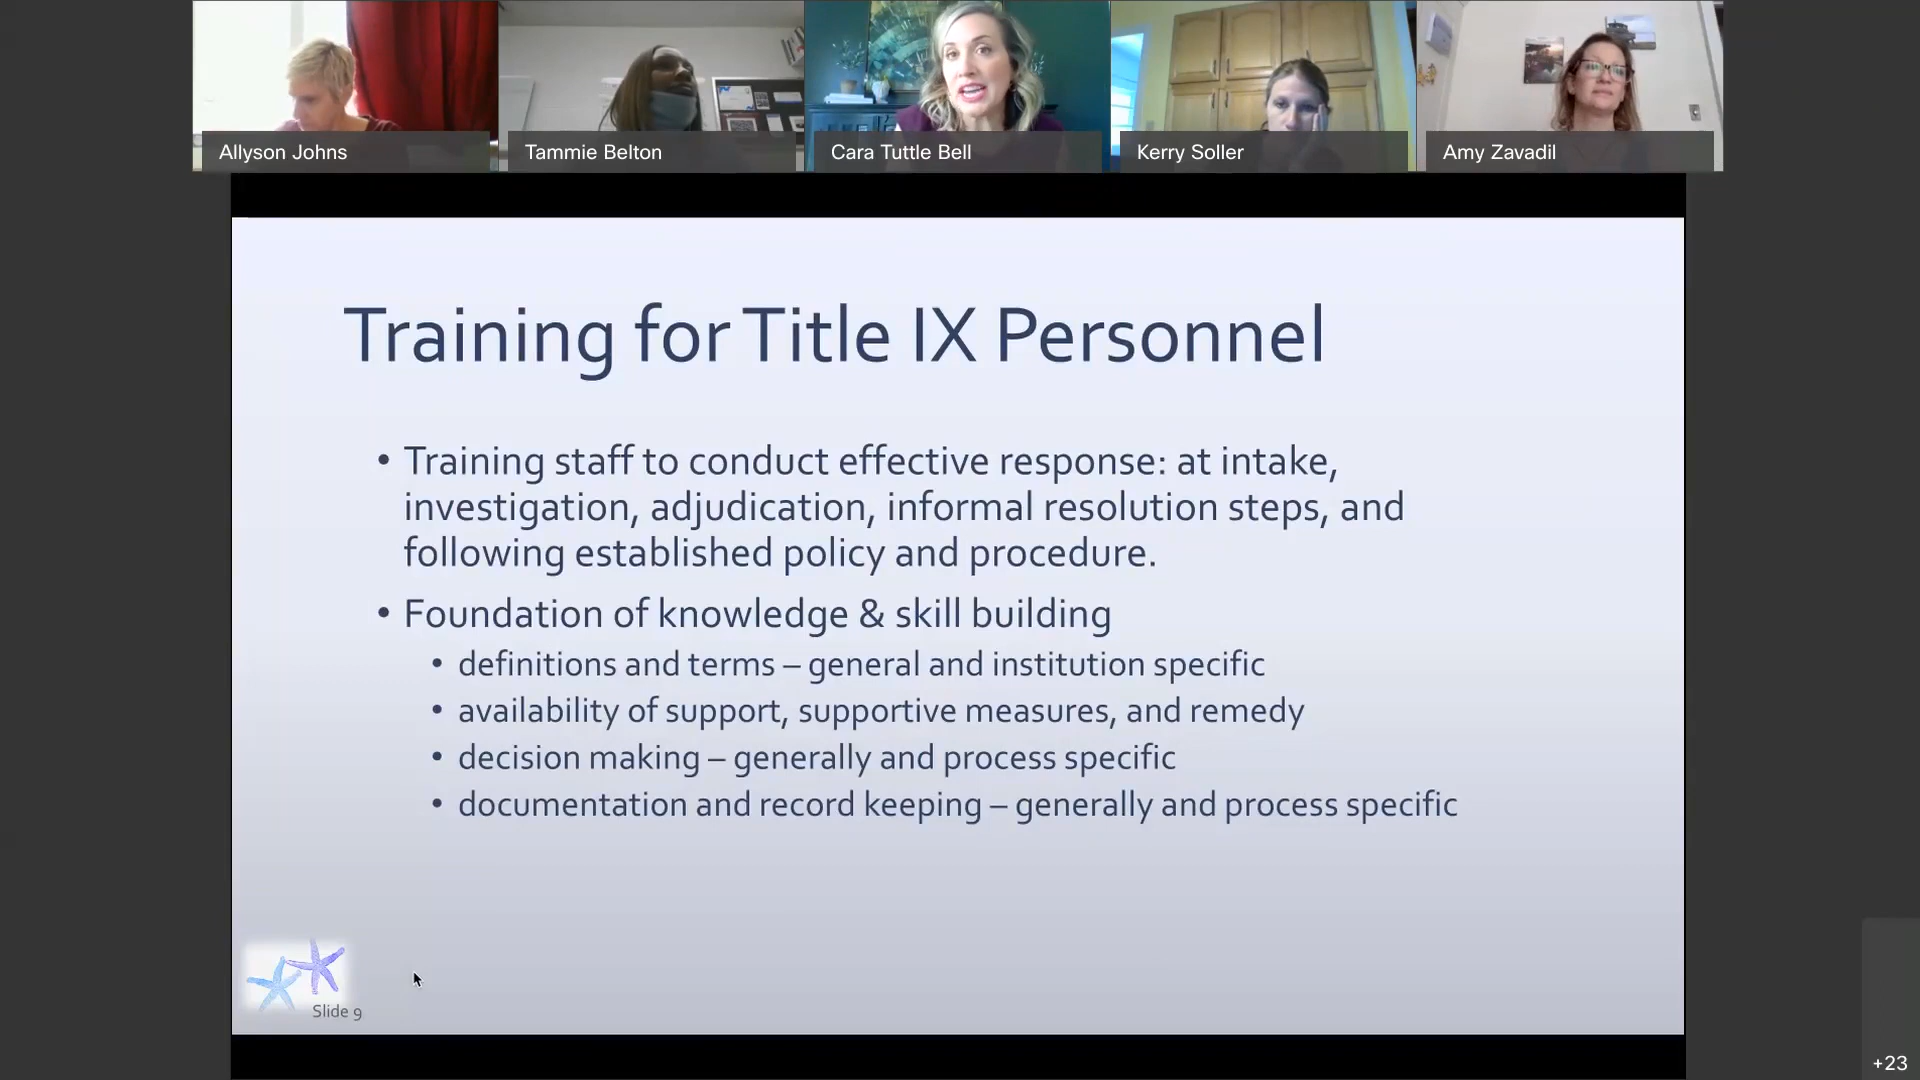 Allyson Johns
Tammie Belton
Cara Tuttle Bell
Kerry Soller
Amy Zavadil
Training for Title IX Personnel
• Training staff to conduct effective response: at intake,
investigation, adjudication, informal resolution steps, and
following established policy and procedure.
• Foundation of knowledge & skill building
• definitions and terms – general and institution specific
• availability of support, supportive measures, and remedy
• decision making – generally and process specific
• documentation and record keeping – generally and process specific
Slide 9
+23